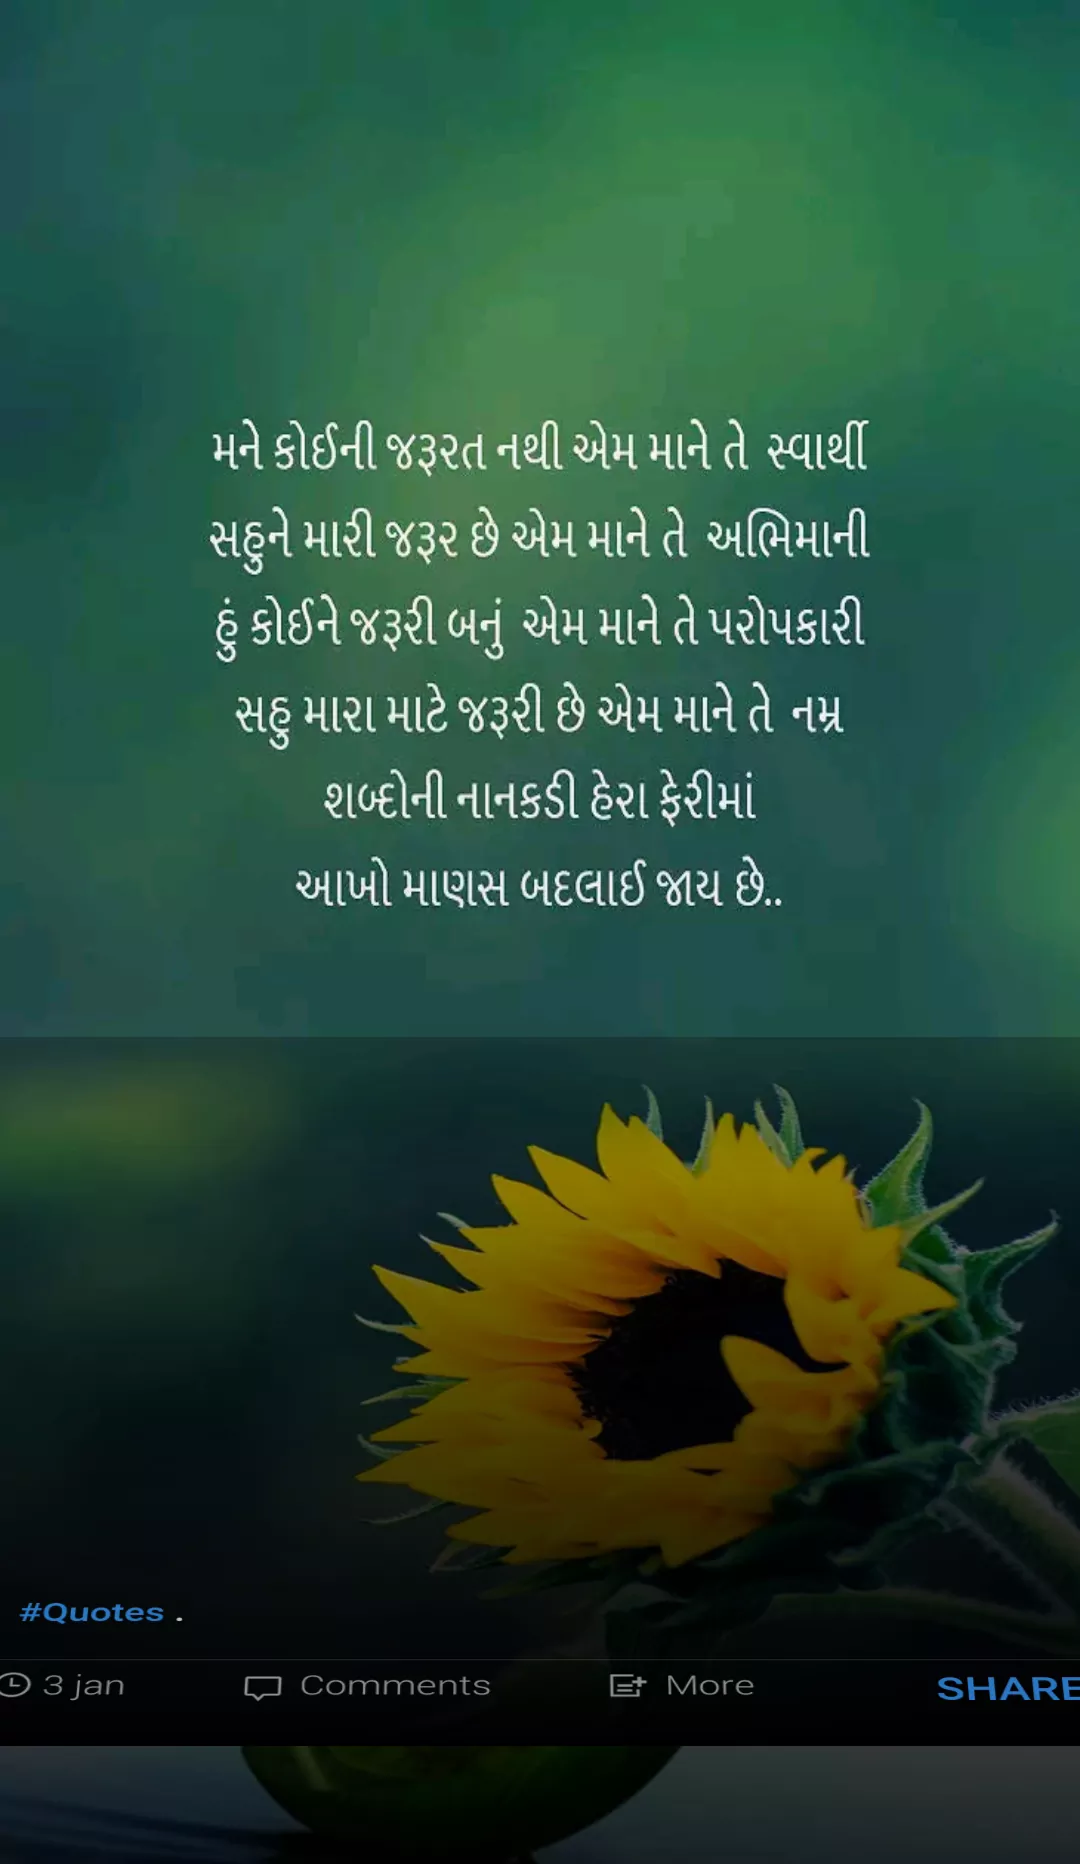 મને કોઈની જરૂરત નથી એમ માને તે સ્વાર્થી
સહુને મારી જરૂર છે એમ માને તે અભિમાની
હું કોઈને જરૂરી બનું એમ માને તે પરોપકારી
સહુ મારા માટે જરૂરી છે એમ માને તે નમ્ર
શબ્દોની નાનકડી હેરા ફેરીમાં
આખો માણસ બદલાઈ જાય છે..
#Quotes .
3 jan Comments More SHARE